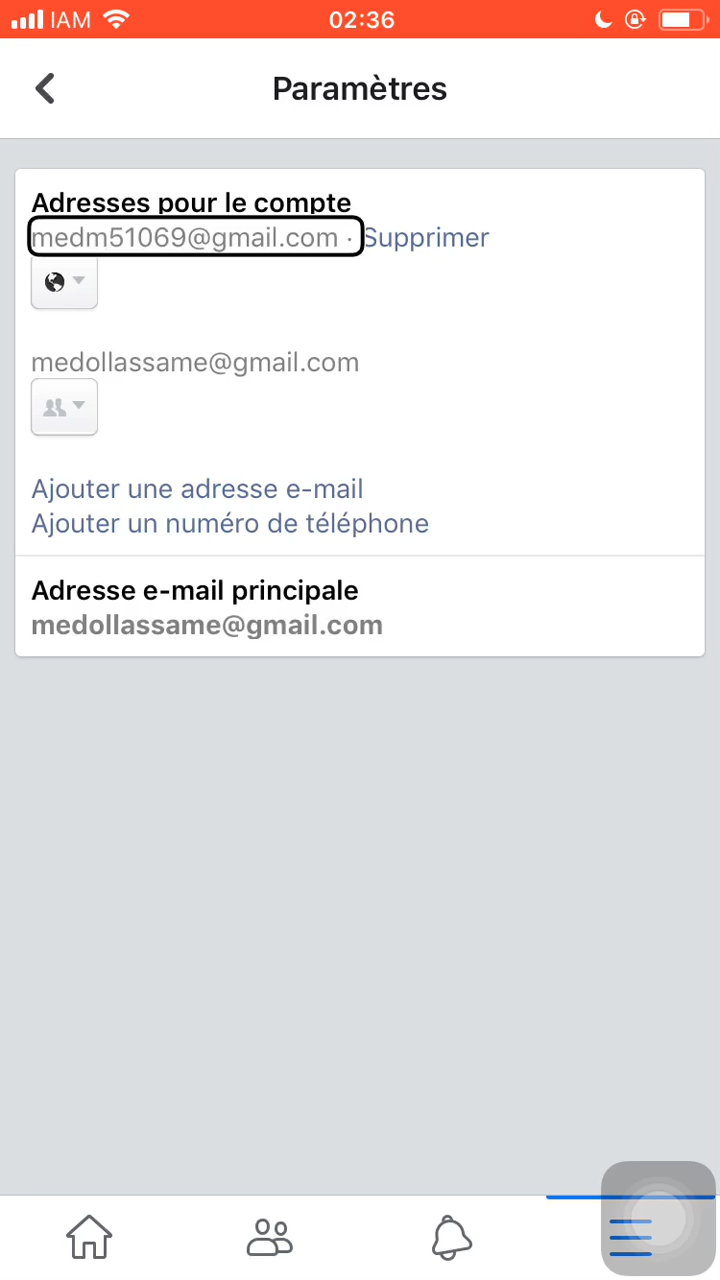 IAM
02:36
Paramètres
Adresses pour le compte
medm51069@gmail.com · Supprimer
medollassame@gmail.com
Ajouter une adresse e-mail
Ajouter un numéro de téléphone
Adresse e-mail principale
medollassame@gmail.com